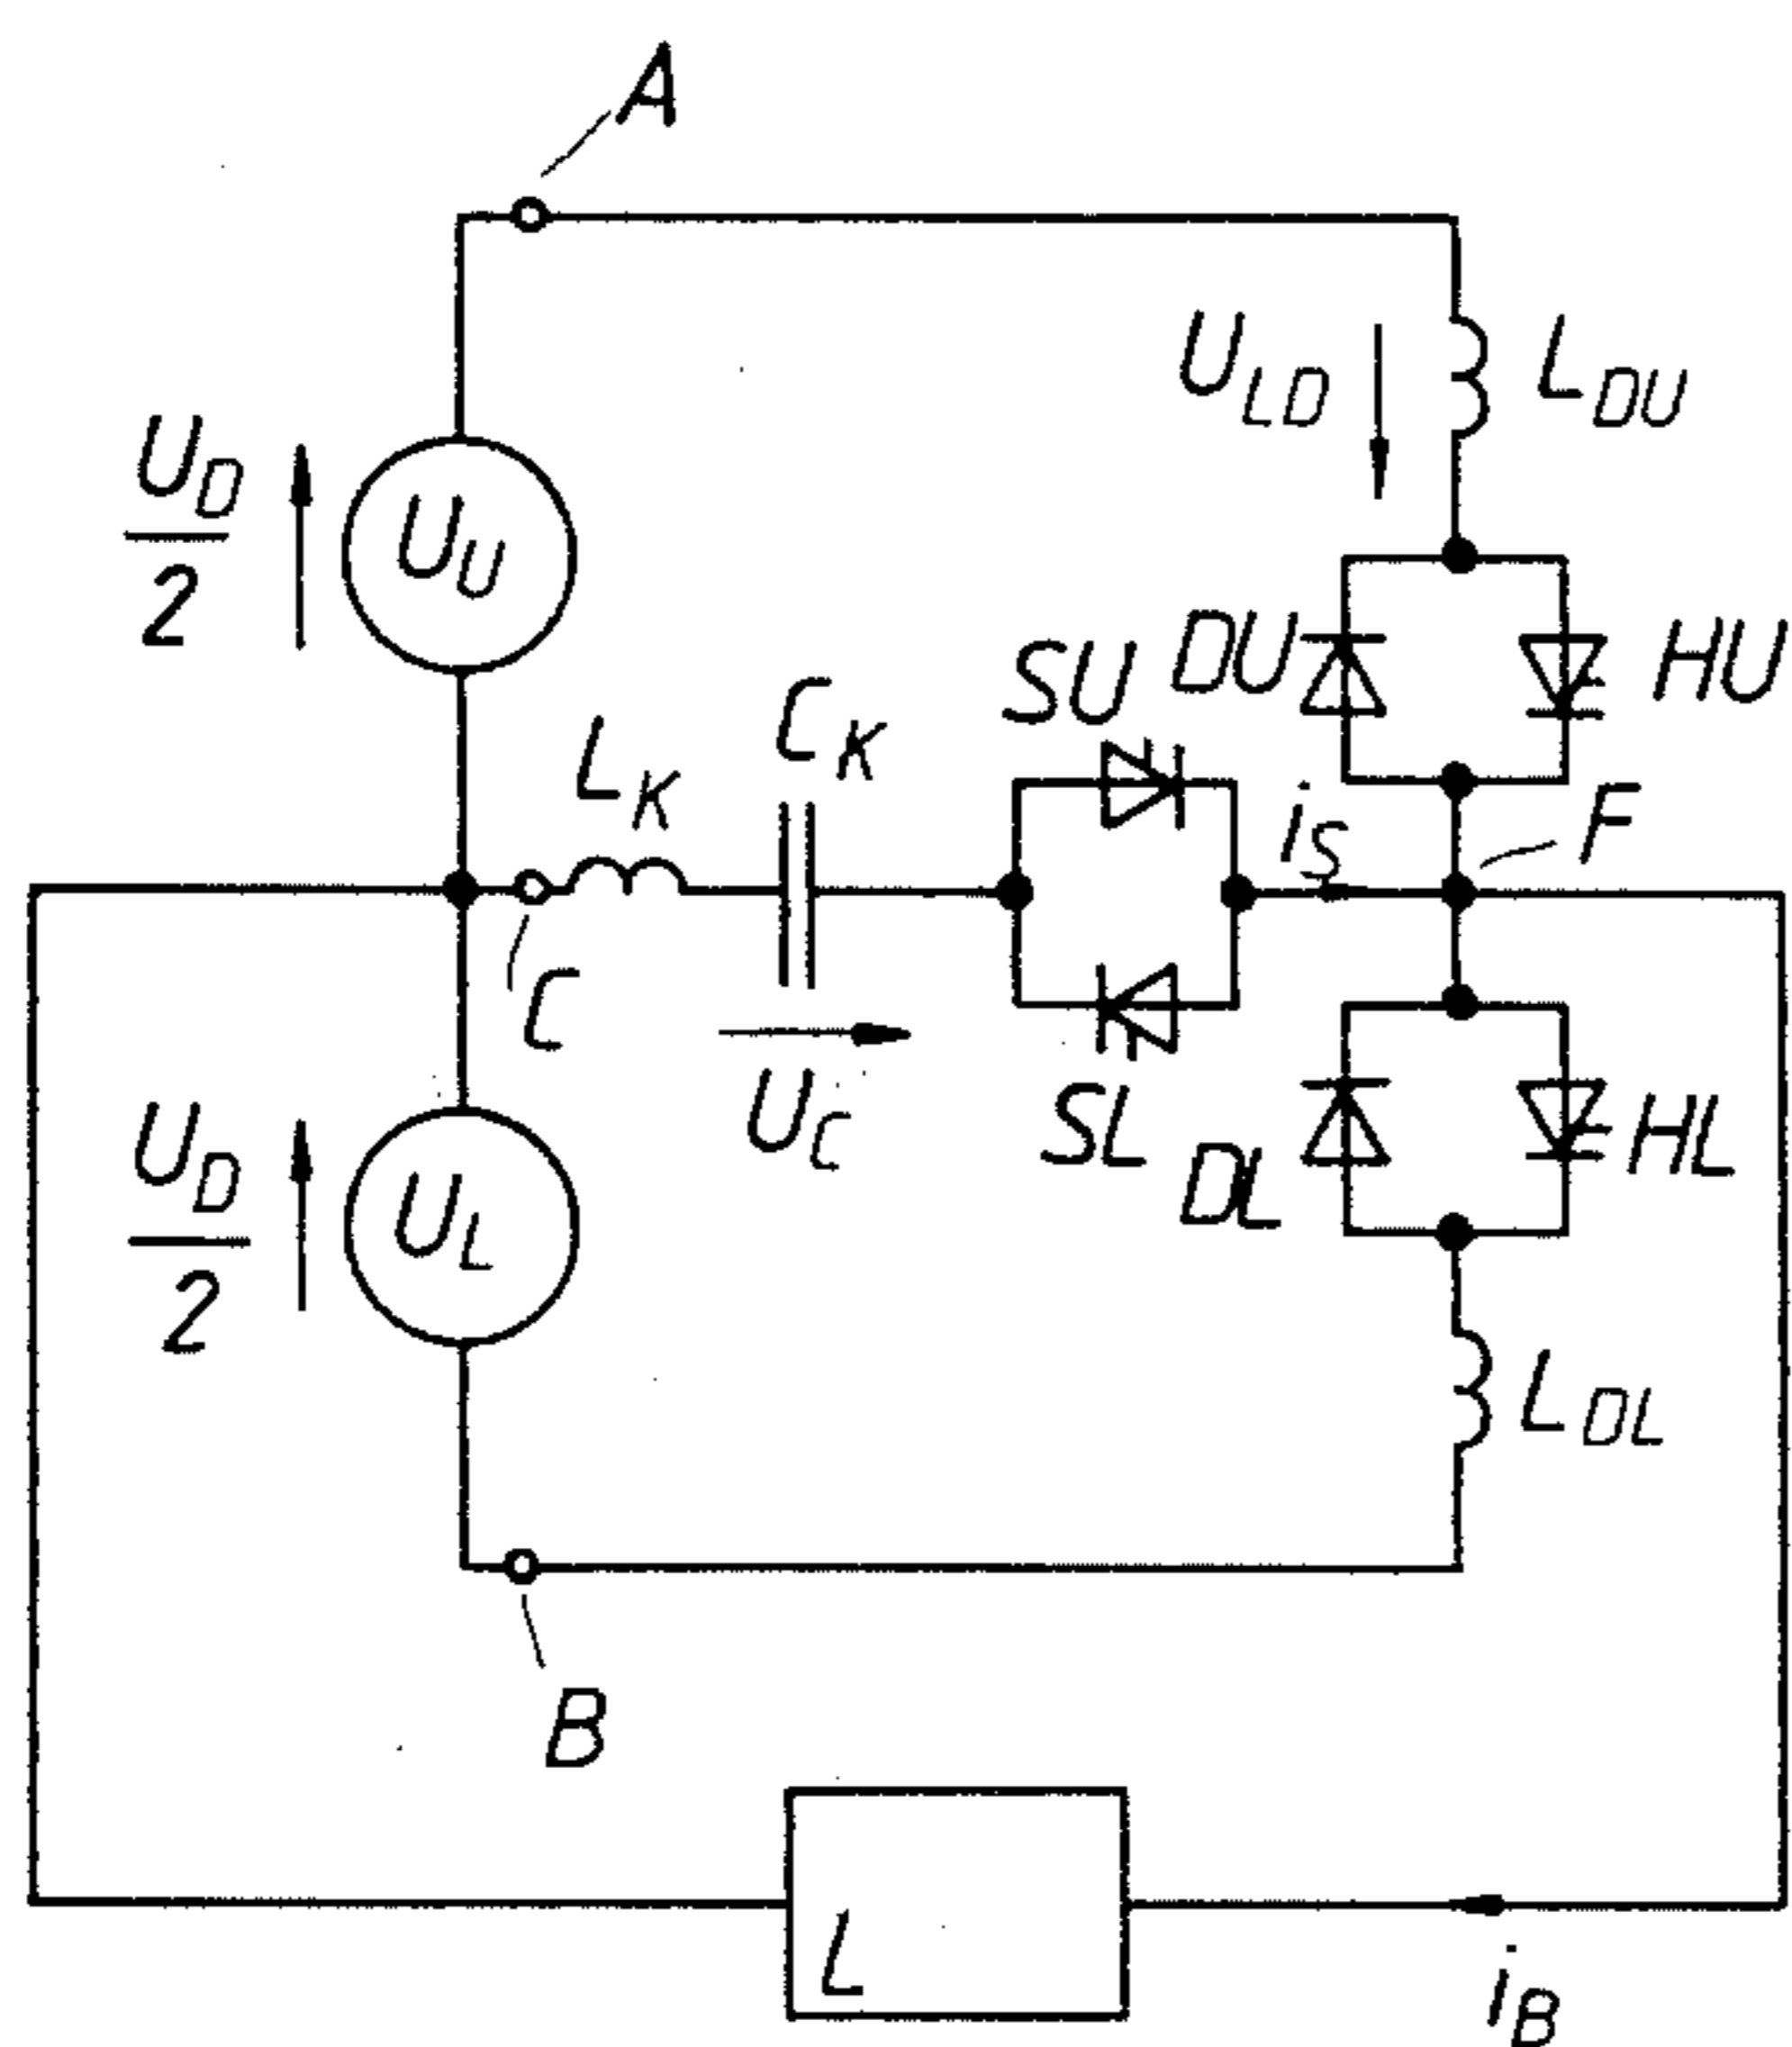 A
U_LD
L_DU
U_D
2
U_U
DU
HU
SU
C_K
L_K
i_S
F
C
U_C
SL
DL
HL
U_D
2
U_L
L_DL
B
L
i_B